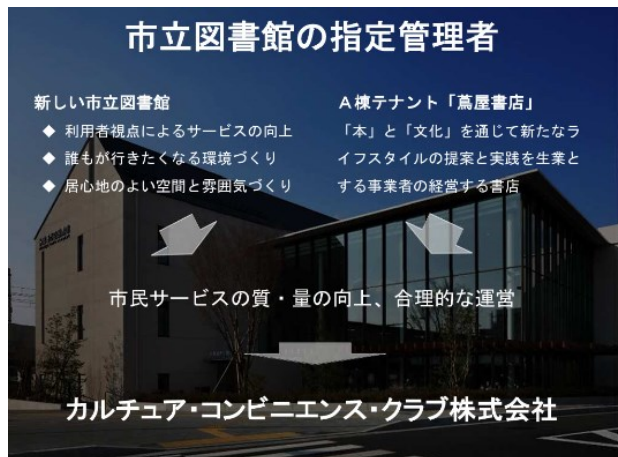 市立図書館の指定管理者
新しい市立図書館
◆ 利用者視点によるサービスの向上
◆ 誰もが行きたくなる環境づくり
◆ 居心地のよい空間と雰囲気づくり
A棟テナント「蔦屋書店」
「本」と「文化」を通じて新たなラ
イフスタイルの提案と実践を生業と
する事業者の経営する書店
市民サービスの質・量の向上、合理的な運営
カルチュア・コンビニエンス・クラブ株式会社